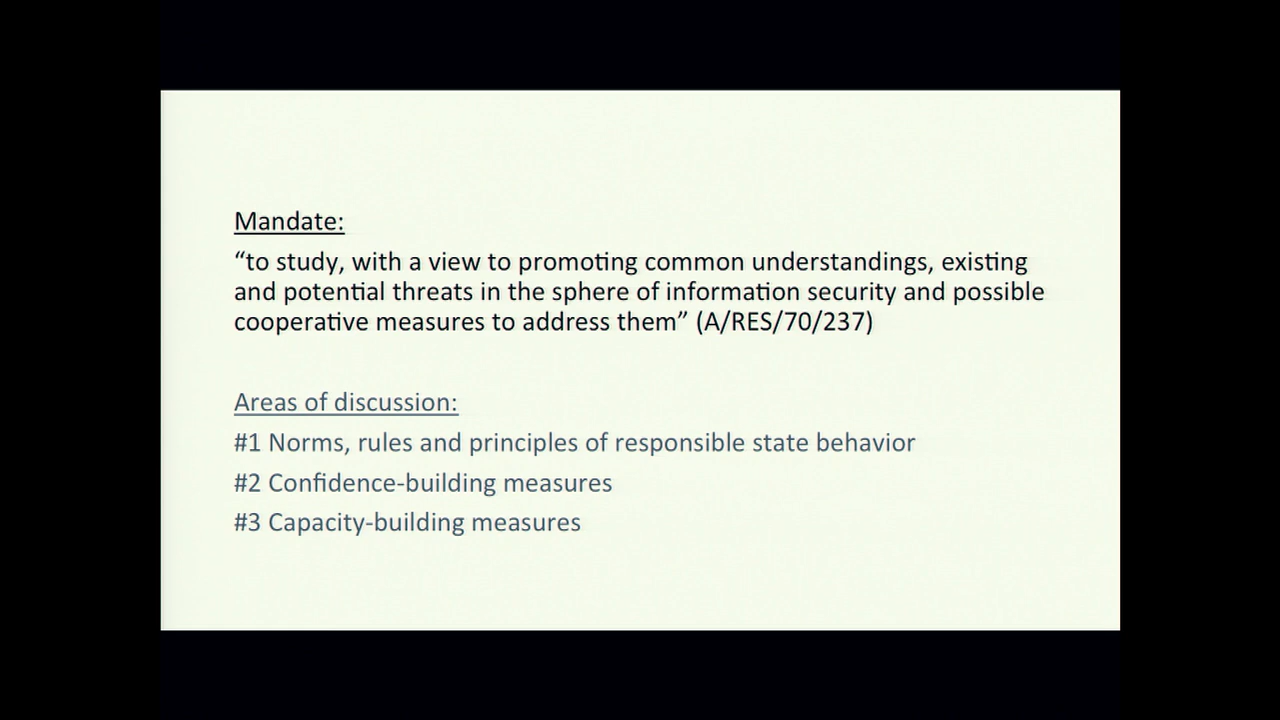 Mandate:
“to study, with a view to promoting common understandings, existing
and potential threats in the sphere of information security and possible
cooperative measures to address them” (A/RES/70/237)
Areas of discussion:
#1 Norms, rules and principles of responsible state behavior
#2 Confidence-building measures
#3 Capacity-building measures